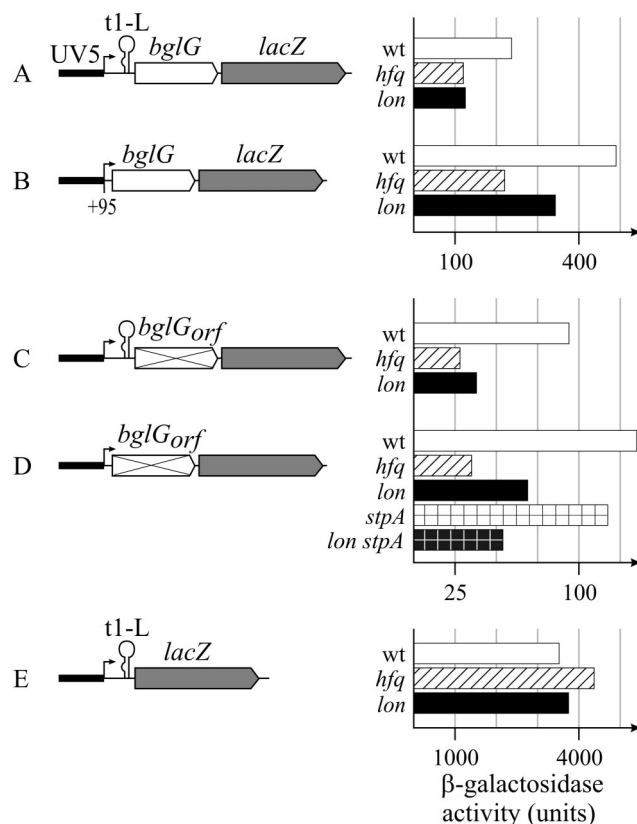 t1-L
UV5
bglG
lacZ
A
wt
hfq
lon
bglG
lacZ
B
+95
wt
hfq
lon
100
400
bglGorf
C
wt
hfq
lon
bglGorf
D
wt
hfq
lon
stpA
lon stpA
25
100
t1-L
lacZ
E
wt
hfq
lon
1000
4000
β-galactosidase
activity (units)